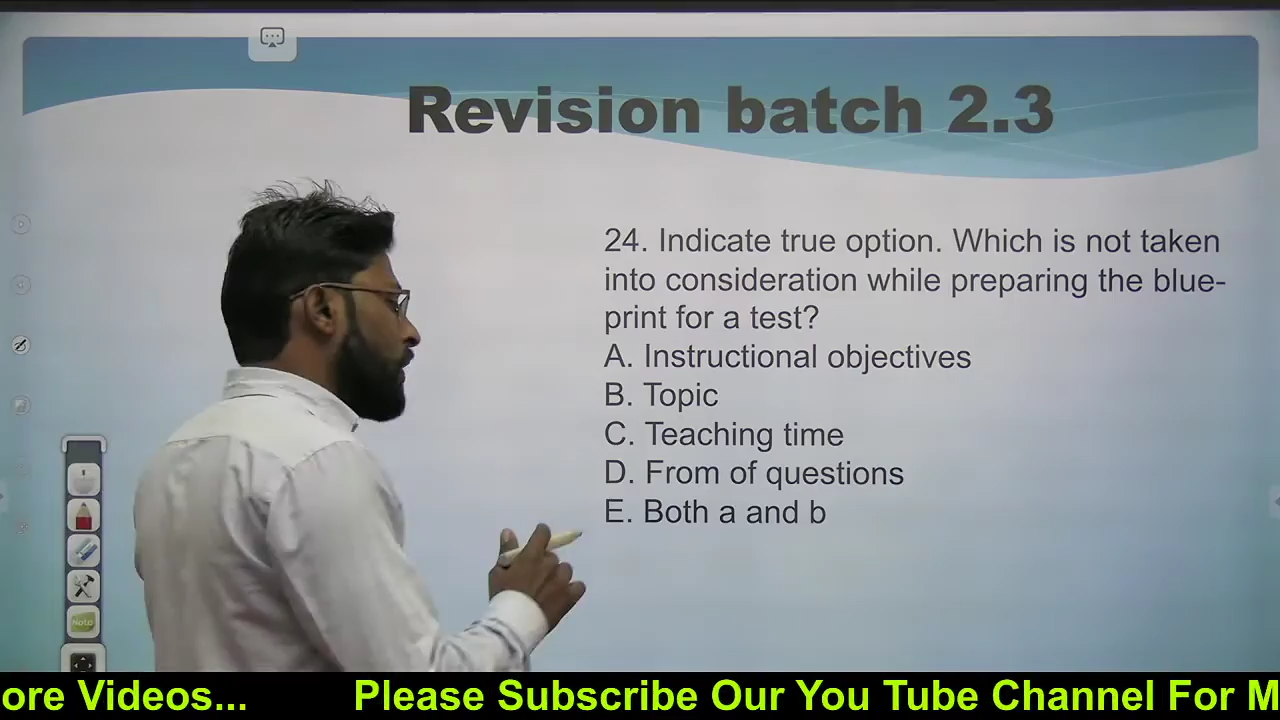 Revision batch 2.3
24. Indicate true option. Which is not taken
into consideration while preparing the blue-
print for a test?
A. Instructional objectives
B. Topic
C. Teaching time
D. From of questions
E. Both a and b
Note
ore Videos... Please Subscribe Our You Tube Channel For M